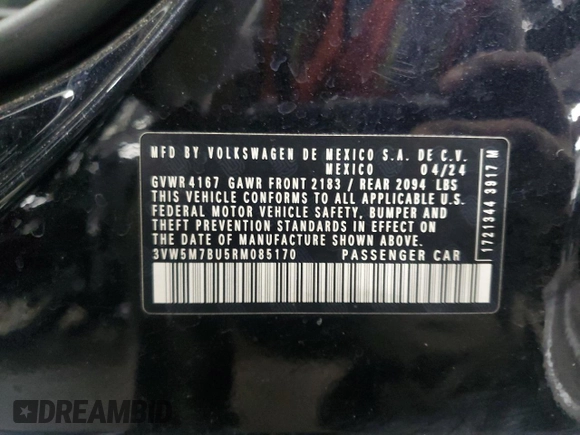 MFD BY VOLKSWAGEN DE MEXICO S.A. DE C.V.
MEXICO 04/24
GVWR 4167 GAWR FRONT 2183 / REAR 2094 LBS
THIS VEHICLE CONFORMS TO ALL APPLICABLE U.S.
FEDERAL MOTOR VEHICLE SAFETY, BUMPER AND
THEFT PREVENTION STANDARDS IN EFFECT ON
THE DATE OF MANUFACTURE SHOWN ABOVE.
3VW5M7BU5RM085170 PASSENGER CAR
1721944 3917 M
DREAMBID